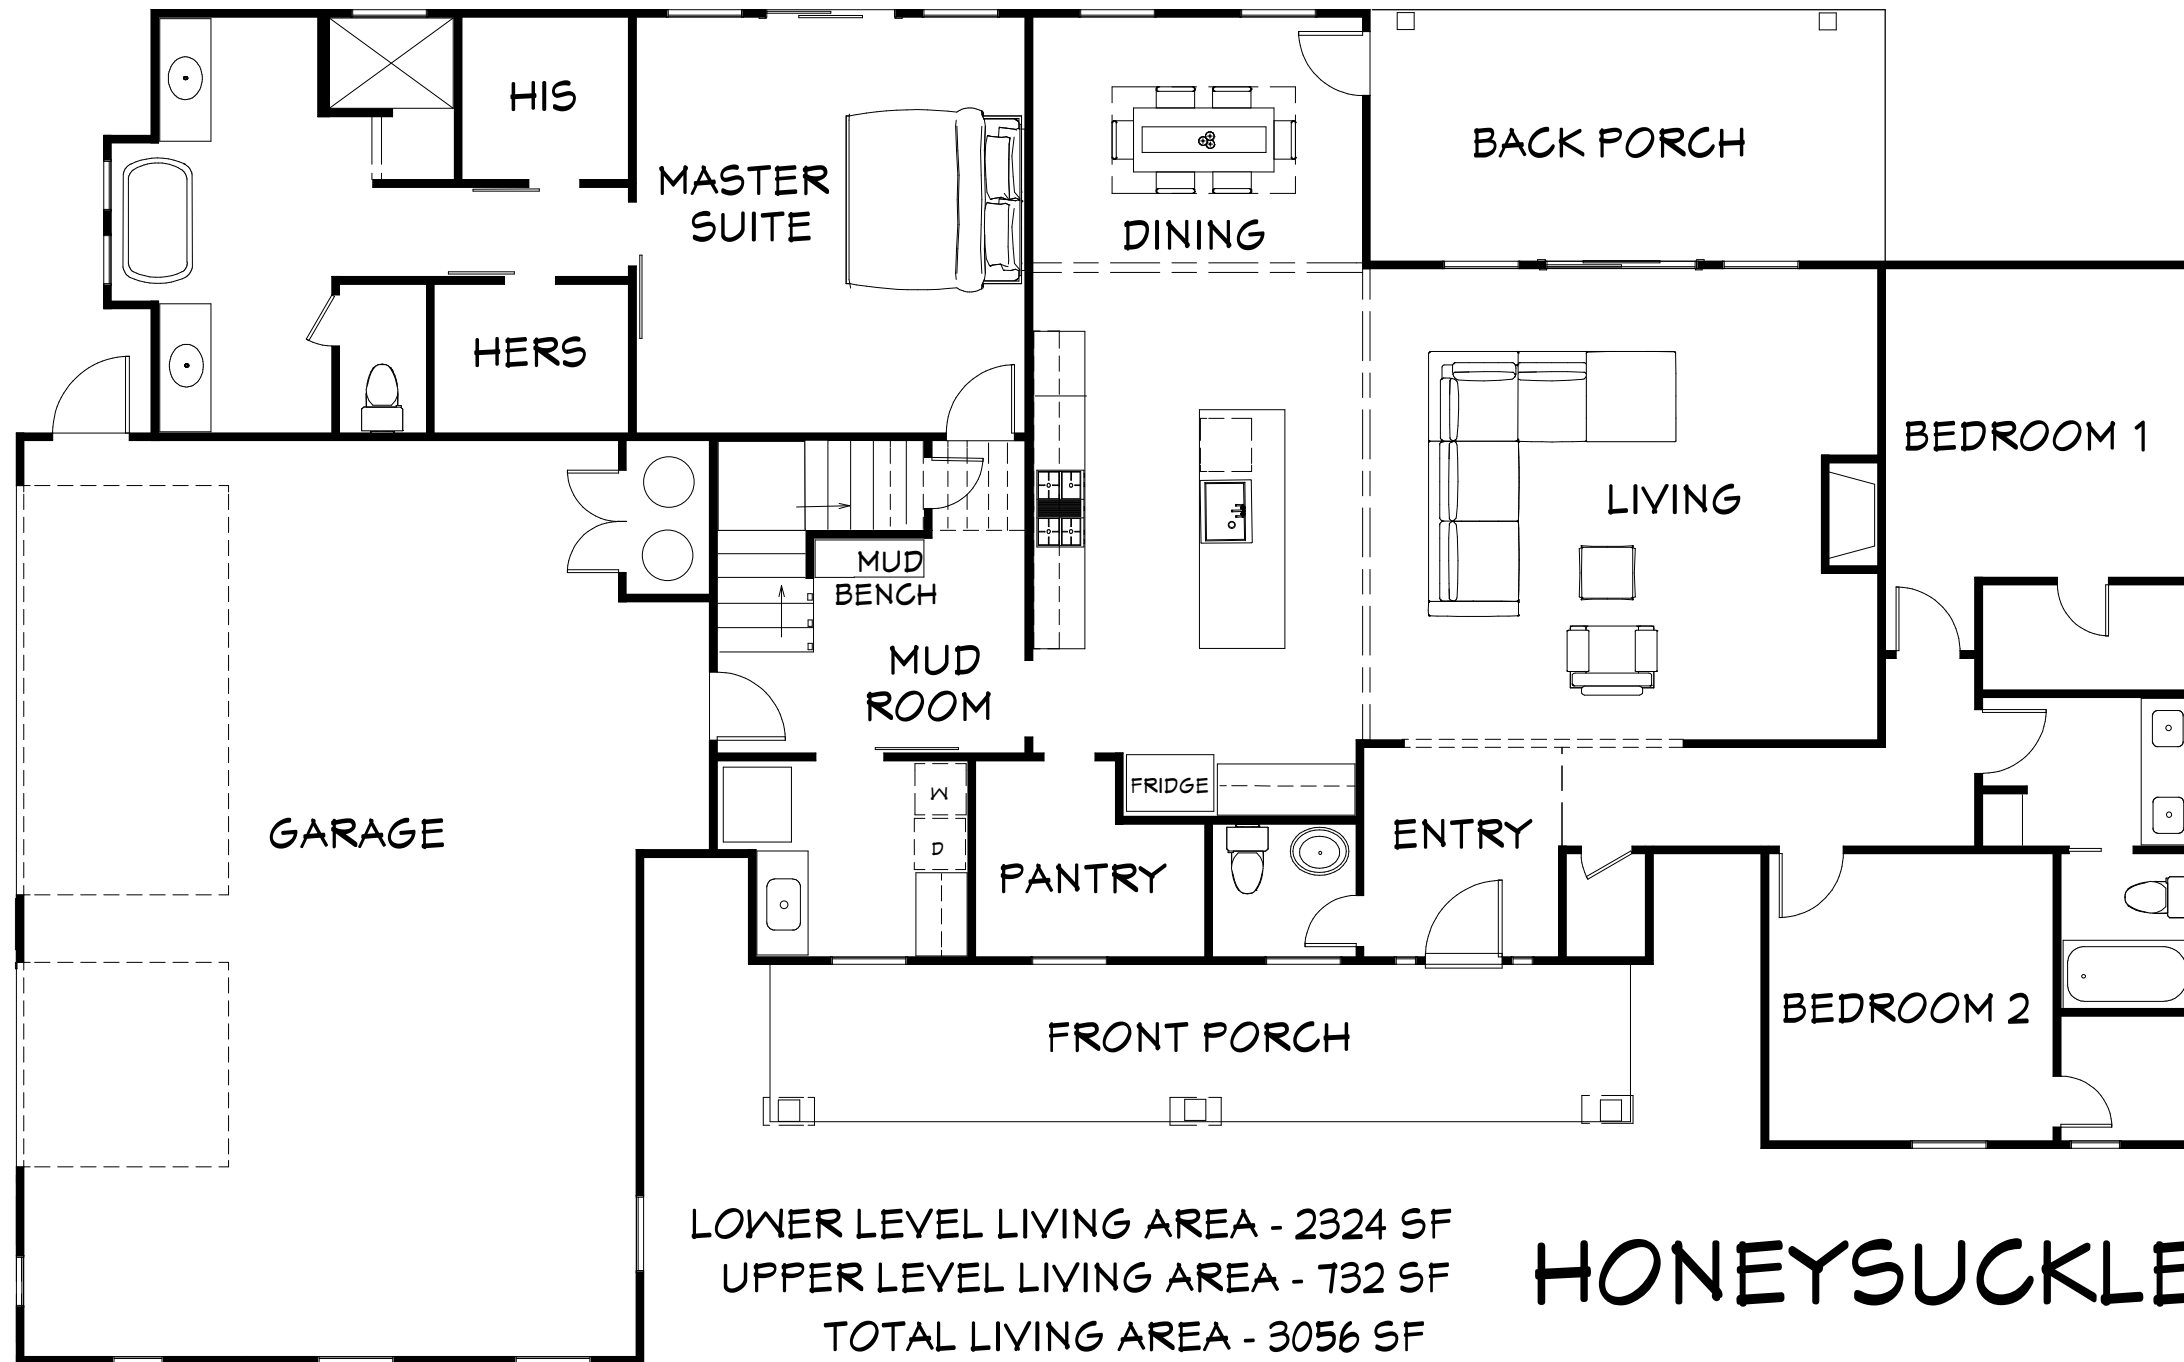 HIS
MASTER
SUITE
BACK PORCH
DINING
HERS
BEDROOM 1
LIVING
MUD
BENCH
MUD
ROOM
FRIDGE
W
D
GARAGE
ENTRY
PANTRY
BEDROOM 2
FRONT PORCH
LOWER LEVEL LIVING AREA - 2324 SF
UPPER LEVEL LIVING AREA - 732 SF
TOTAL LIVING AREA - 3056 SF
HONEYSUCKLE